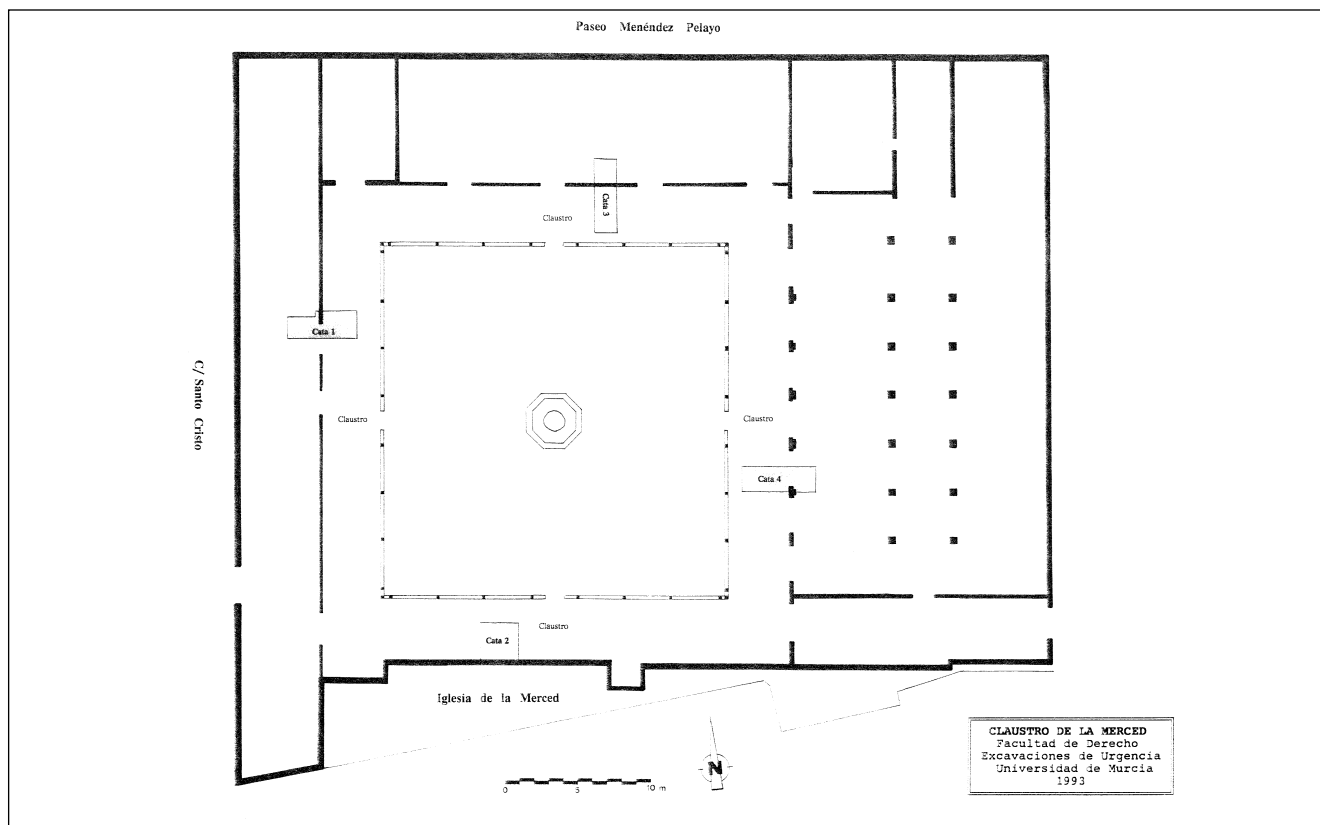 Paseo Menéndez Pelayo
Claustro
Cata 3
Cata 1
C/ Santo Cristo
Claustro
Claustro
Cata 4
Claustro
Cata 2
Iglesia de la Merced
N
0 5 10 m
CLAUSTRO DE LA MERCED
Facultad de Derecho
Excavaciones de Urgencia
Universidad de Murcia
1993